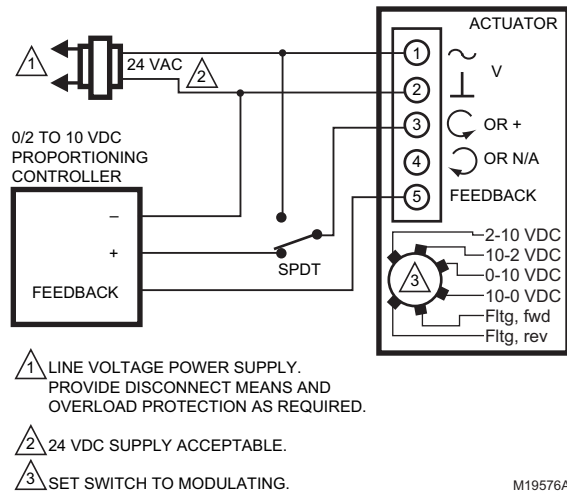 ACTUATOR
1
24 VAC
2
1
V
2
3
OR +
4
OR N/A
5
FEEDBACK
0/2 TO 10 VDC
PROPORTIONING
CONTROLLER
–
+
FEEDBACK
SPDT
3
2-10 VDC
10-2 VDC
0-10 VDC
10-0 VDC
Fltg, fwd
Fltg, rev
1 LINE VOLTAGE POWER SUPPLY.
PROVIDE DISCONNECT MEANS AND
OVERLOAD PROTECTION AS REQUIRED.
2 24 VDC SUPPLY ACCEPTABLE.
3 SET SWITCH TO MODULATING.
M19576A